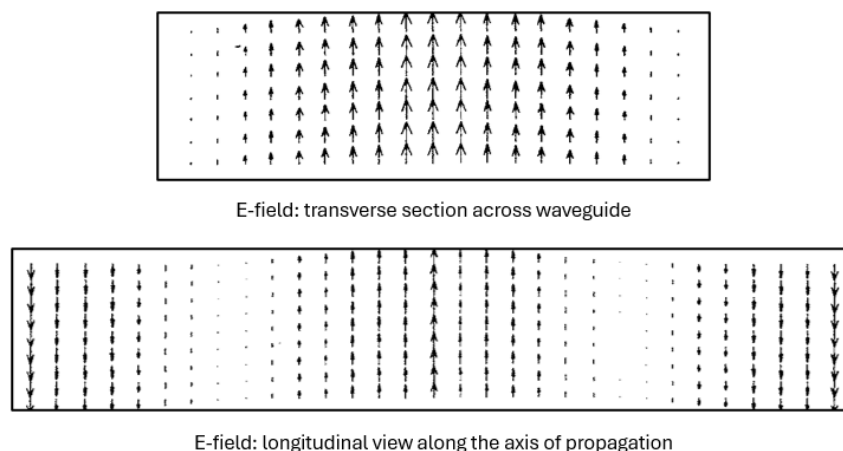 E-field: transverse section across waveguide
E-field: longitudinal view along the axis of propagation